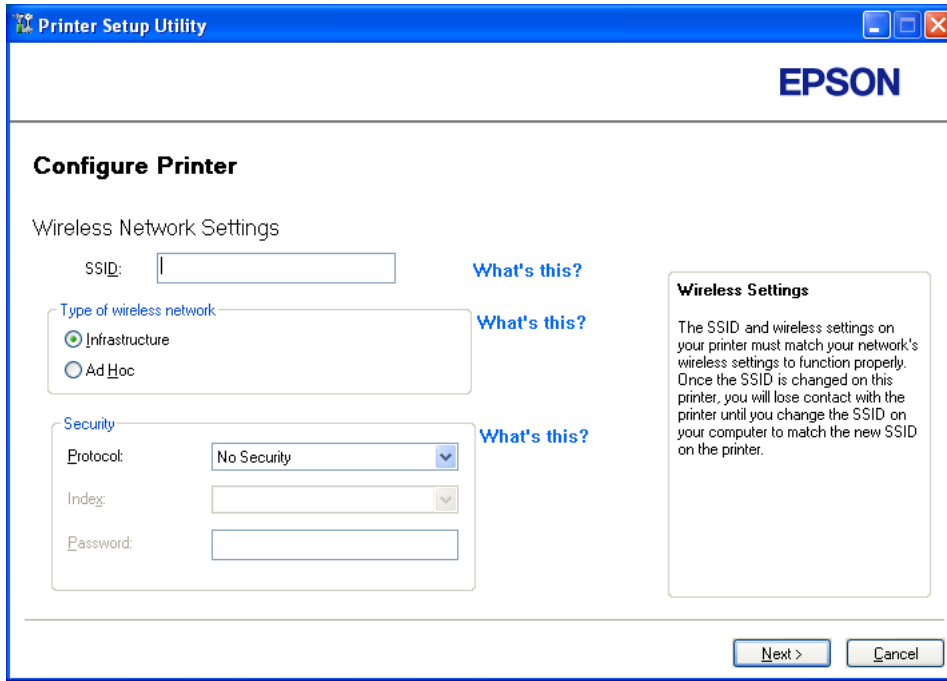 Printer Setup Utility
EPSON
Configure Printer
Wireless Network Settings
SSID:
What's this?
Type of wireless network
What's this?
Infrastructure
Ad Hoc
Security
What's this?
Protocol:
No Security
Index:
Password:
Wireless Settings
The SSID and wireless settings on
your printer must match your network's
wireless settings to function properly.
Once the SSID is changed on this
printer, you will lose contact with the
printer until you change the SSID on
your computer to match the new SSID
on the printer.
Next >
Cancel